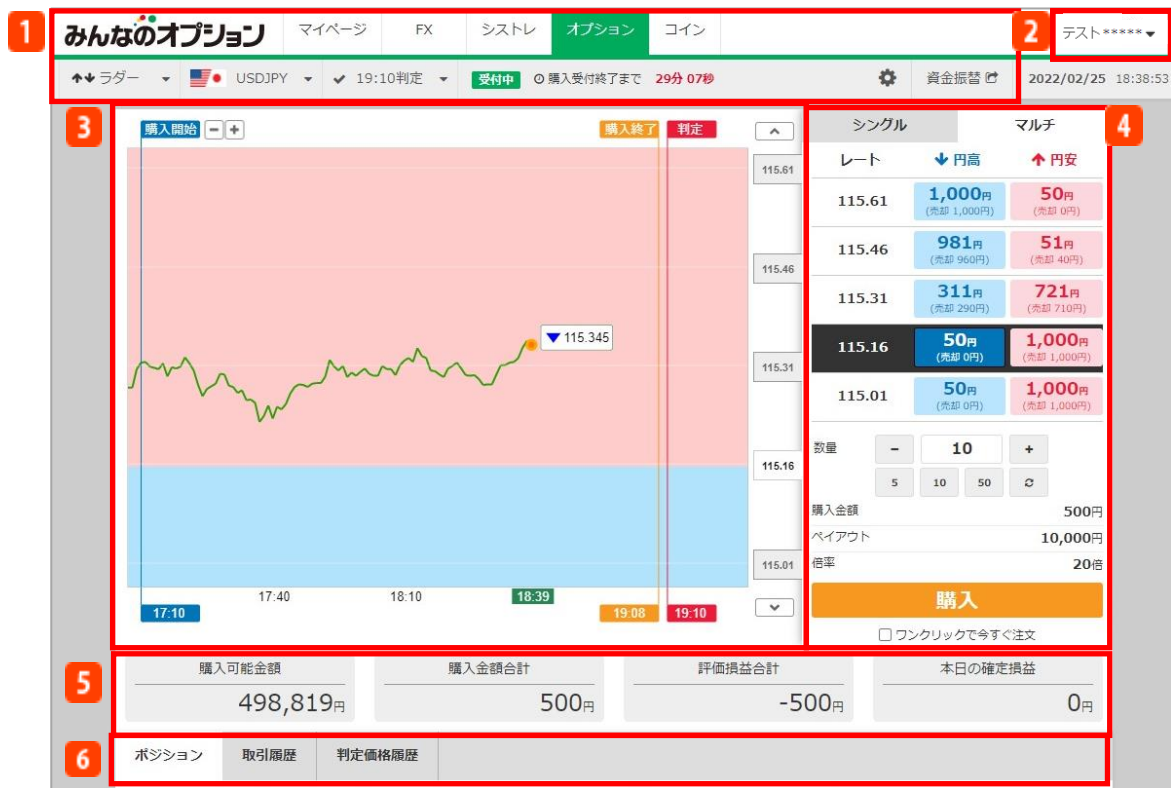 1
みんなのオプション マイページ FX シストレ オプション コイン
2
テスト*****
ラダー USDJPY 19:10判定 受付中 購入受付終了まで 29分 07秒 資金振替 2022/02/25 18:38:53
3
購入開始 - + 購入終了 判定
115.61
115.46
115.345
115.31
115.16
115.01
17:40 18:10 18:39
17:10 19:08 19:10
4
シングル マルチ
レート 円高 円安
115.61 1,000円 50円
(売却 1,000円) (売却 0円)
115.46 981円 51円
(売却 960円) (売却 40円)
115.31 311円 721円
(売却 290円) (売却 710円)
115.16 50円 1,000円
(売却 0円) (売却 1,000円)
115.01 50円 1,000円
(売却 0円) (売却 1,000円)
数量 - 10 +
5 10 50
購入金額 500円
ペイアウト 10,000円
倍率 20倍
購入
ワンクリックで今すぐ注文
5
購入可能金額 購入金額合計 評価損益合計 本日の確定損益
498,819円 500円 -500円 0円
6
ポジション 取引履歴 判定価格履歴